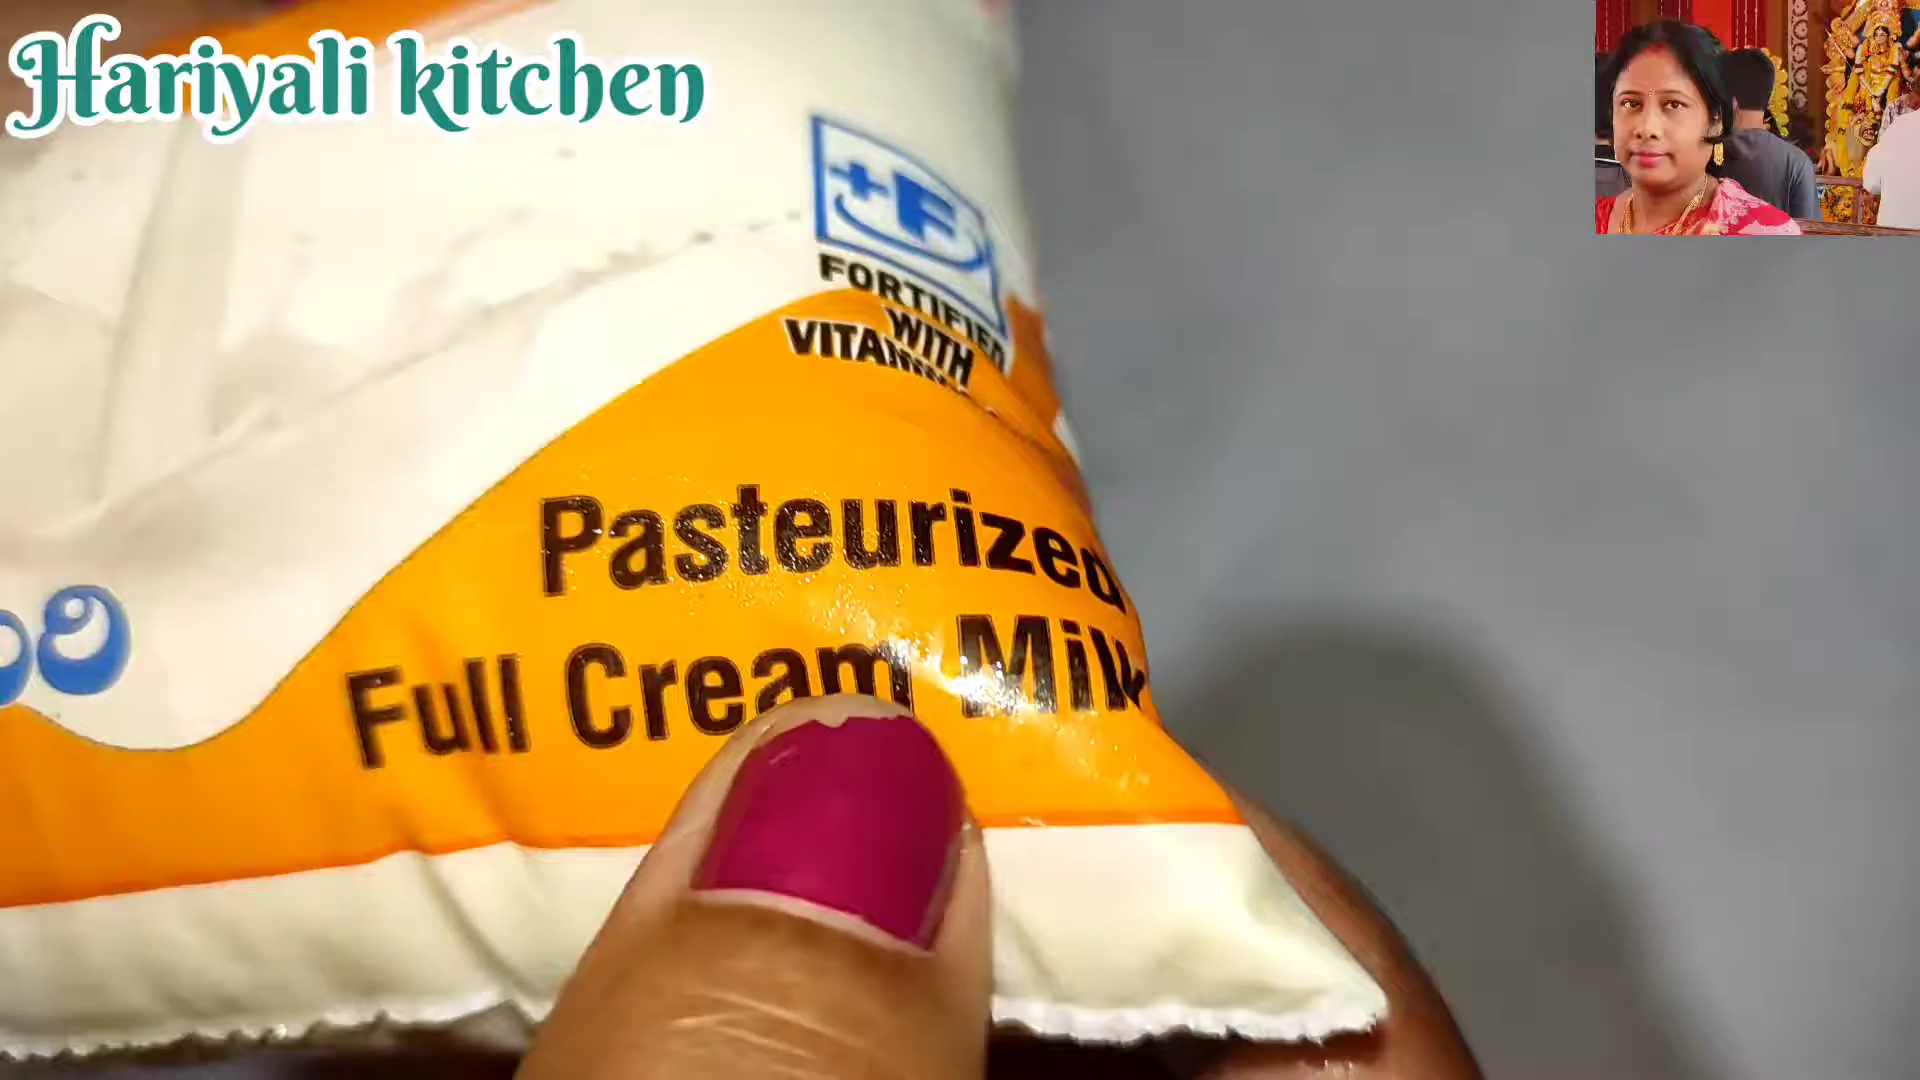 Hariyali kitchen
+F
FORTIFIED
WITH
Pasteurized
Full Cream Milk